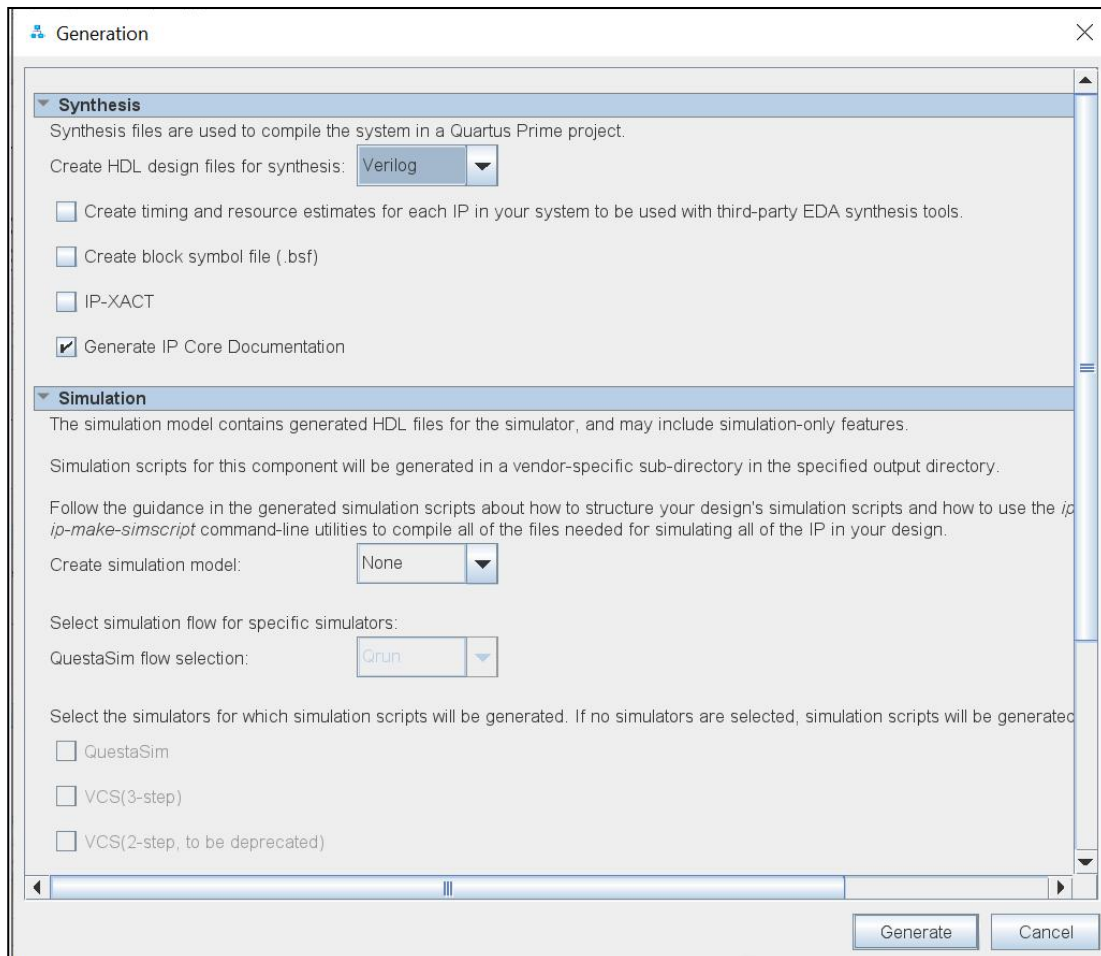 Generation
Synthesis
Synthesis files are used to compile the system in a Quartus Prime project.
Create HDL design files for synthesis: Verilog
Create timing and resource estimates for each IP in your system to be used with third-party EDA synthesis tools.
Create block symbol file (.bsf)
IP-XACT
Generate IP Core Documentation
Simulation
The simulation model contains generated HDL files for the simulator, and may include simulation-only features.
Simulation scripts for this component will be generated in a vendor-specific sub-directory in the specified output directory.
Follow the guidance in the generated simulation scripts about how to structure your design's simulation scripts and how to use the ip
ip-make-simscript command-line utilities to compile all of the files needed for simulating all of the IP in your design.
Create simulation model: None
Select simulation flow for specific simulators:
QuestaSim flow selection: Qrun
Select the simulators for which simulation scripts will be generated. If no simulators are selected, simulation scripts will be generated
QuestaSim
VCS(3-step)
VCS(2-step, to be deprecated)
Generate Cancel